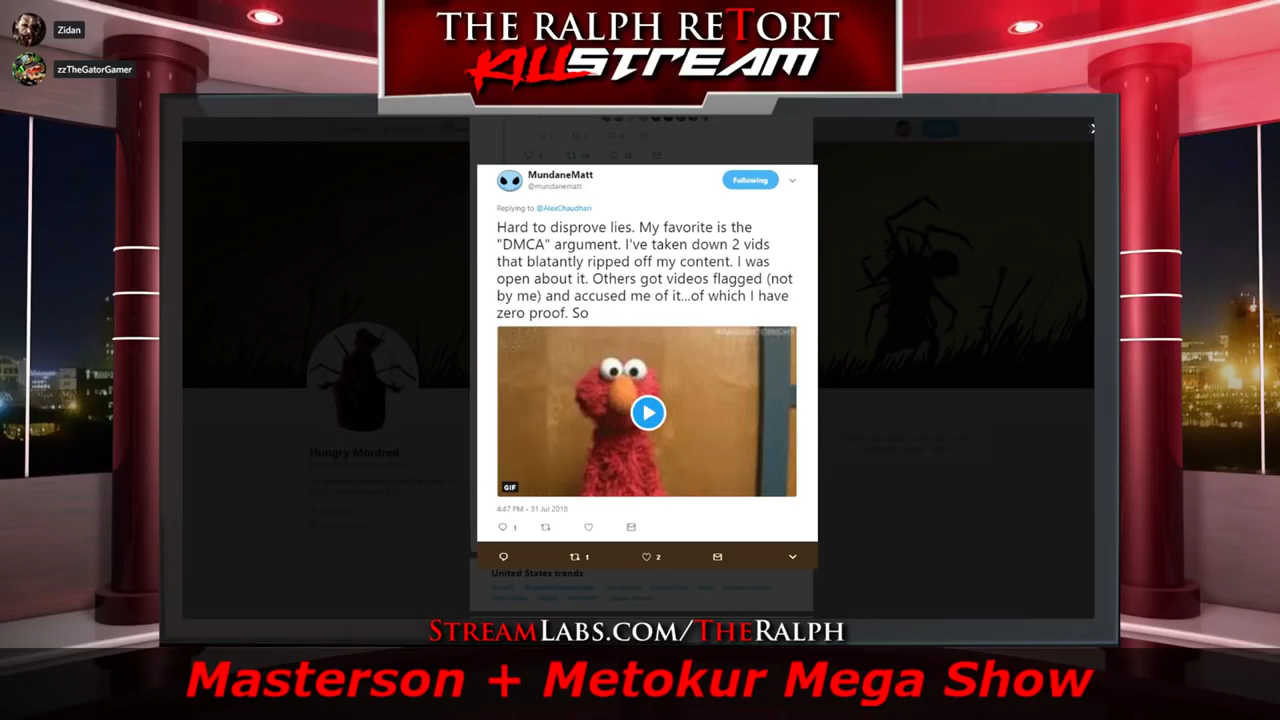 Zidan
zzTheGatorGamer
THE RALPH RETORT
KILLSTREAM
MundaneMatt
@mundanematt
Following
Replying to @AlexChaudhari
Hard to disprove lies. My favorite is the
"DMCA" argument. I've taken down 2 vids
that blatantly ripped off my content. I was
open about it. Others got videos flagged (not
by me) and accused me of it...of which I have
zero proof. So
GIF
4:47 PM - 31 Jul 2018
1
1
2
Hungry Mordred
United States trends
STREAMLABS.COM/THERALPH
Masterson + Metokur Mega Show